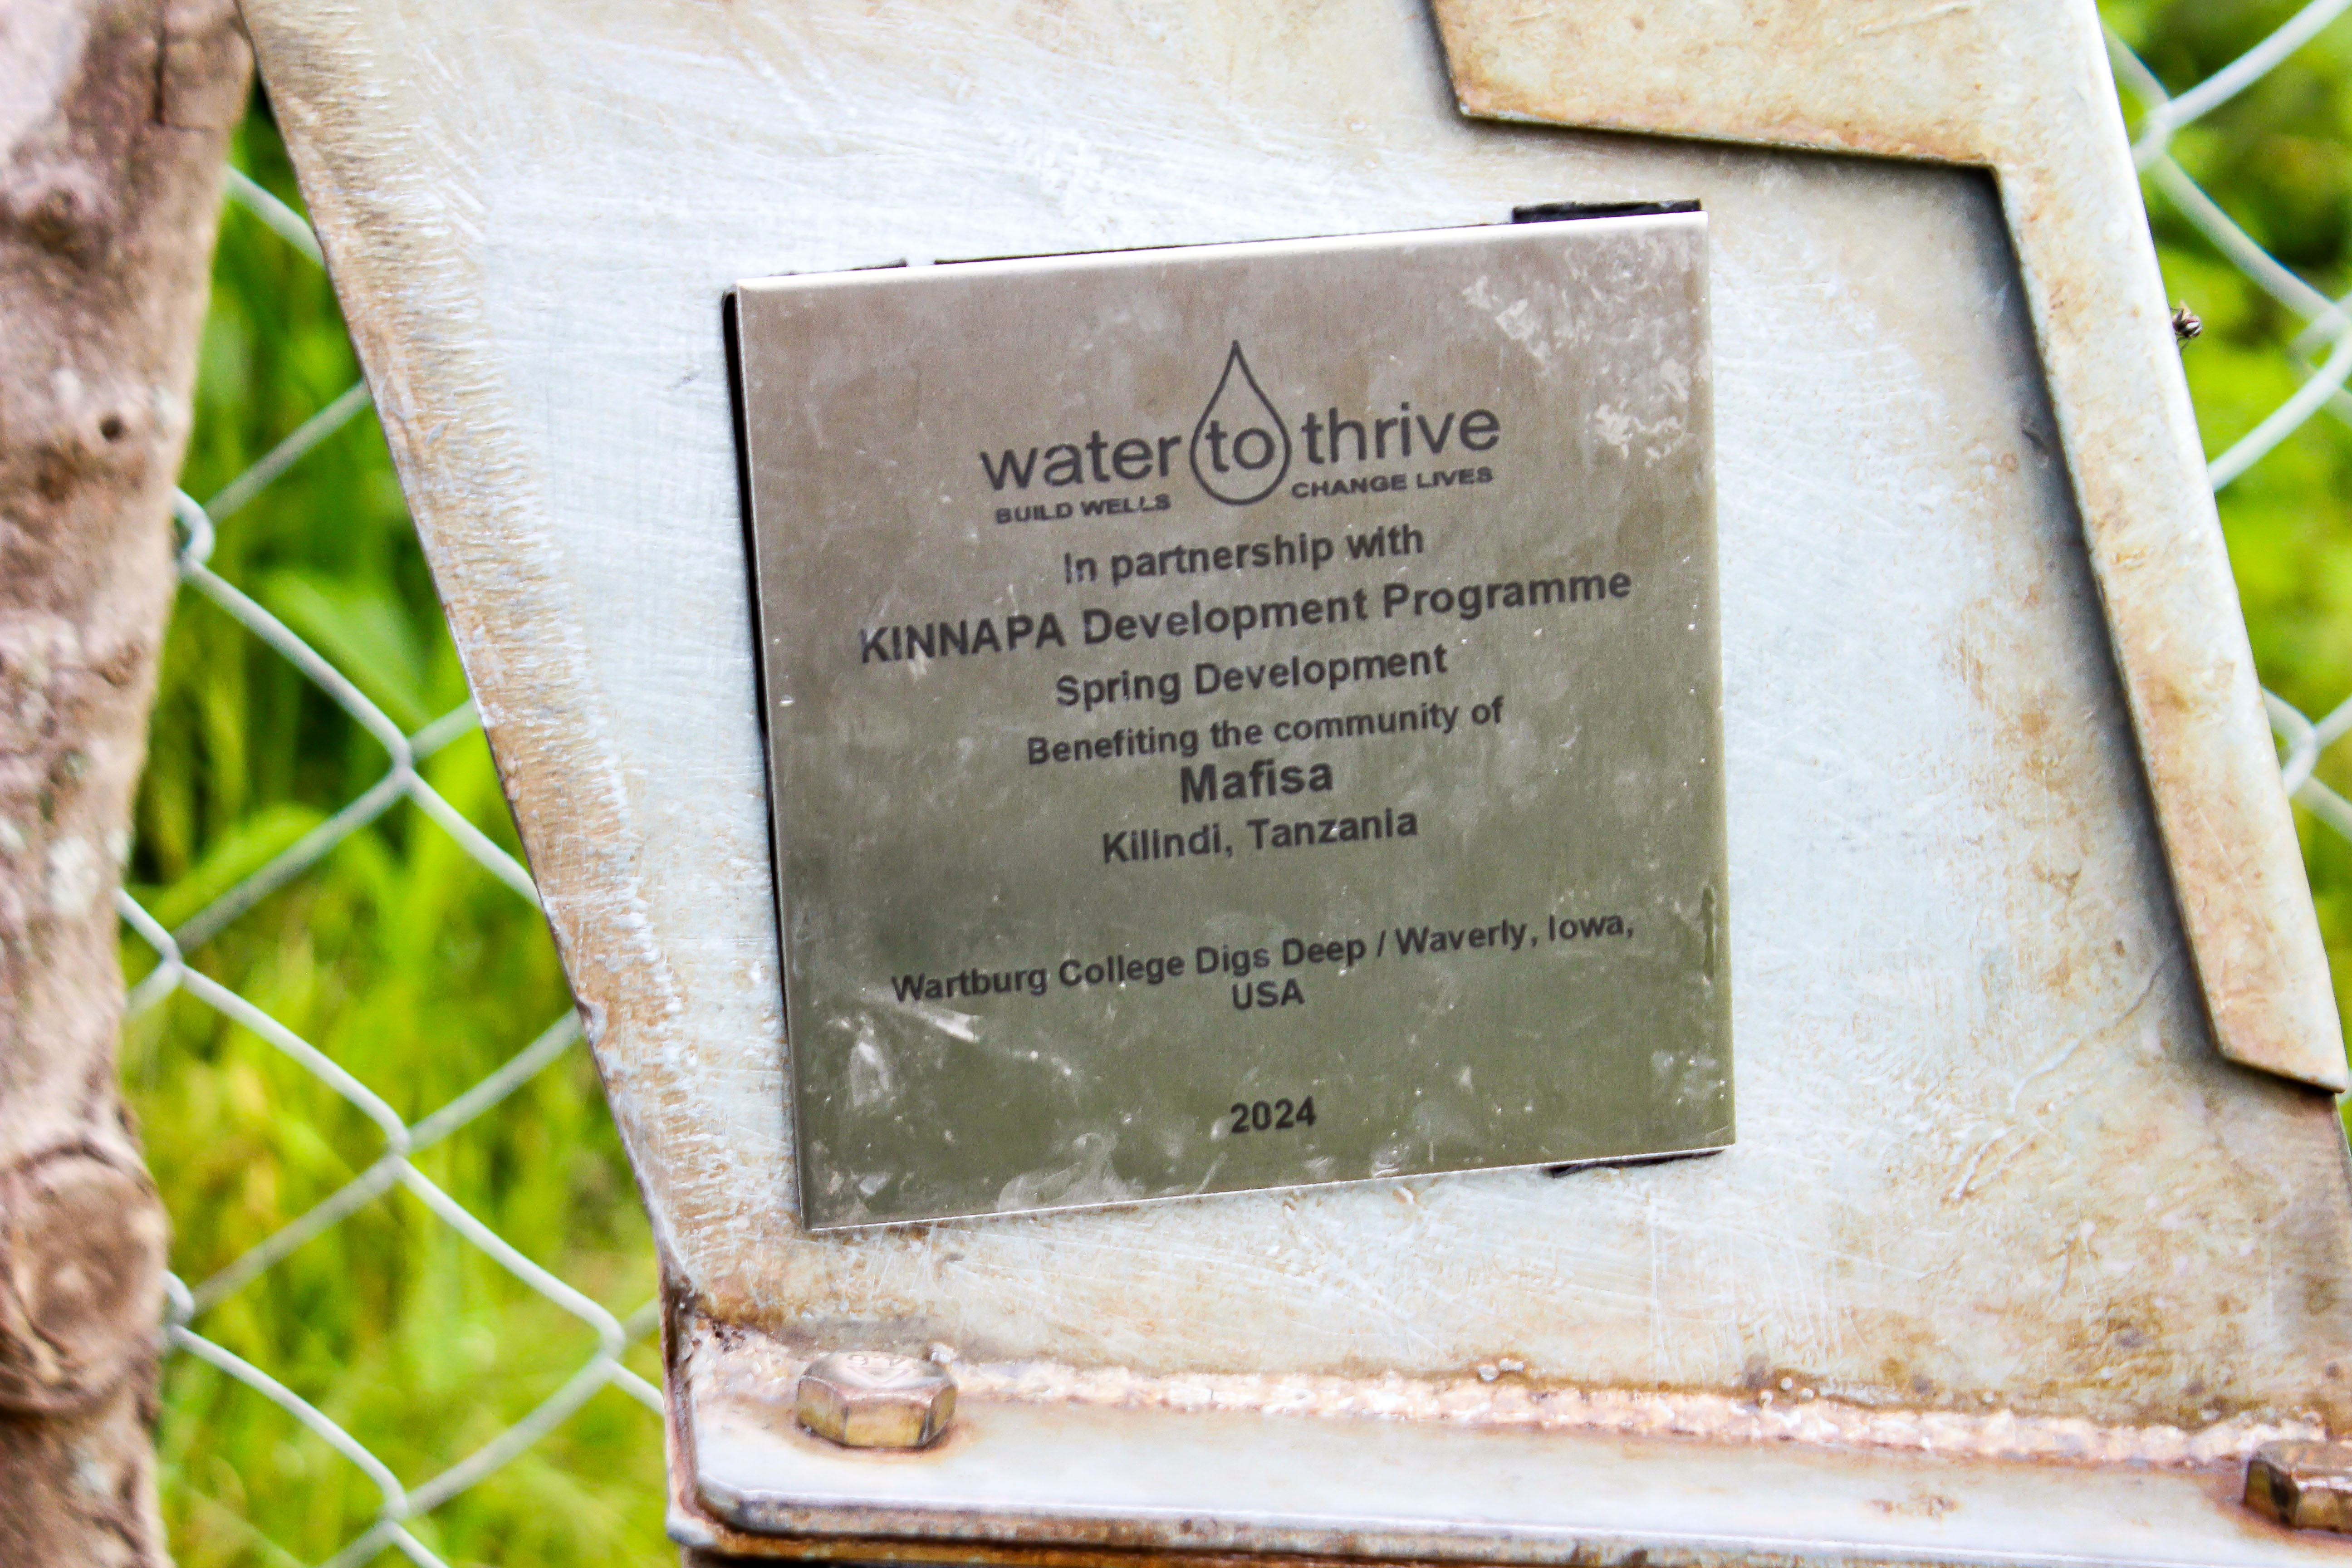 water to thrive
BUILD WELLS CHANGE LIVES
In partnership with
KINNAPA Development Programme
Spring Development
Benefiting the community of
Mafisa
Kilindi, Tanzania
Wartburg College Digs Deep / Waverly, Iowa,
USA
2024